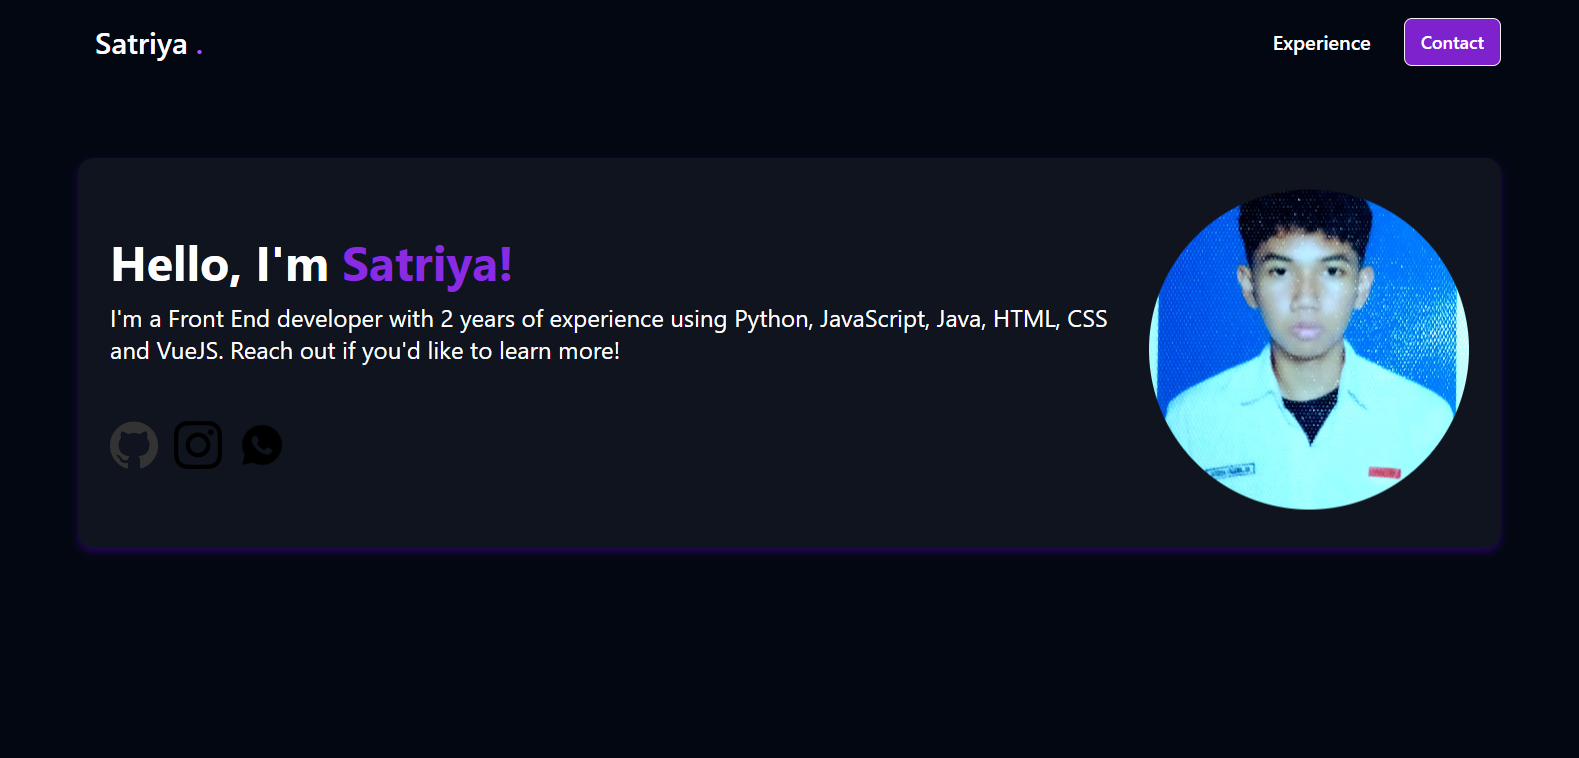 Satriya .
Experience
Contact
Hello, I'm Satriya!
I'm a Front End developer with 2 years of experience using Python, JavaScript, Java, HTML, CSS
and VueJS. Reach out if you'd like to learn more!